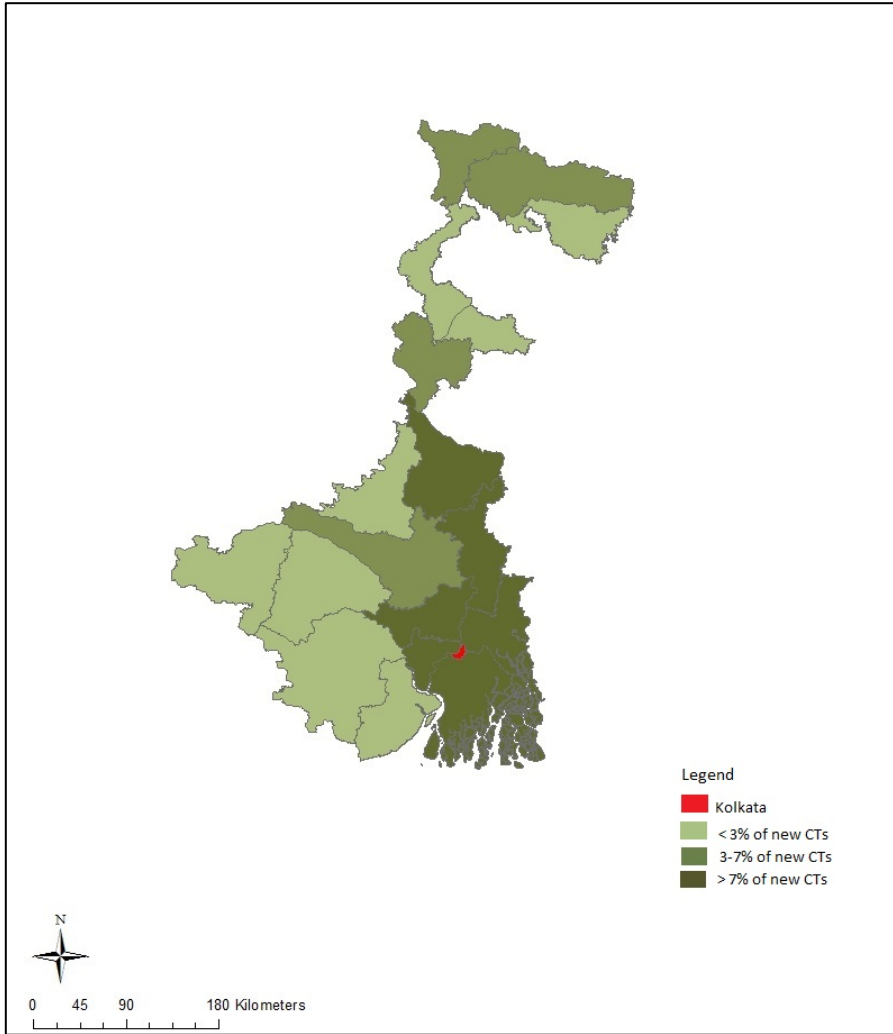 Legend
Kolkata
< 3% of new CTs
3-7% of new CTs
> 7% of new CTs
N
0 45 90 180 Kilometers